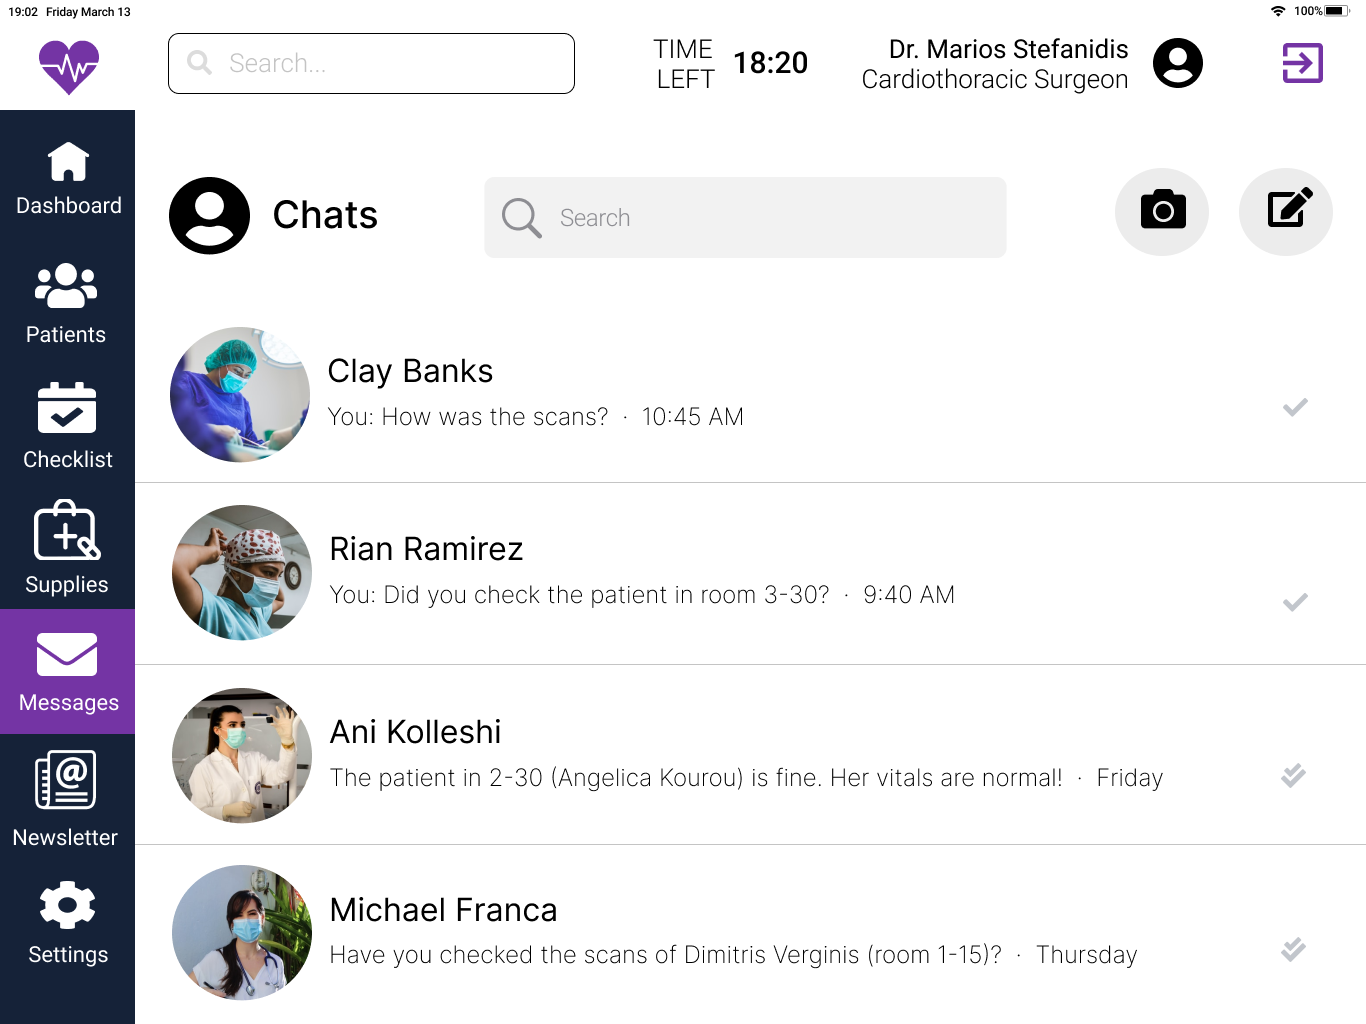 19:02 Friday March 13
100%
Search...
TIME
LEFT
18:20
Dr. Marios Stefanidis
Cardiothoracic Surgeon
Dashboard
Patients
Checklist
Supplies
Messages
Newsletter
Settings
Chats
Search
Clay Banks
You: How was the scans? · 10:45 AM
Rian Ramirez
You: Did you check the patient in room 3-30? · 9:40 AM
Ani Kolleshi
The patient in 2-30 (Angelica Kourou) is fine. Her vitals are normal! · Friday
Michael Franca
Have you checked the scans of Dimitris Verginis (room 1-15)? · Thursday